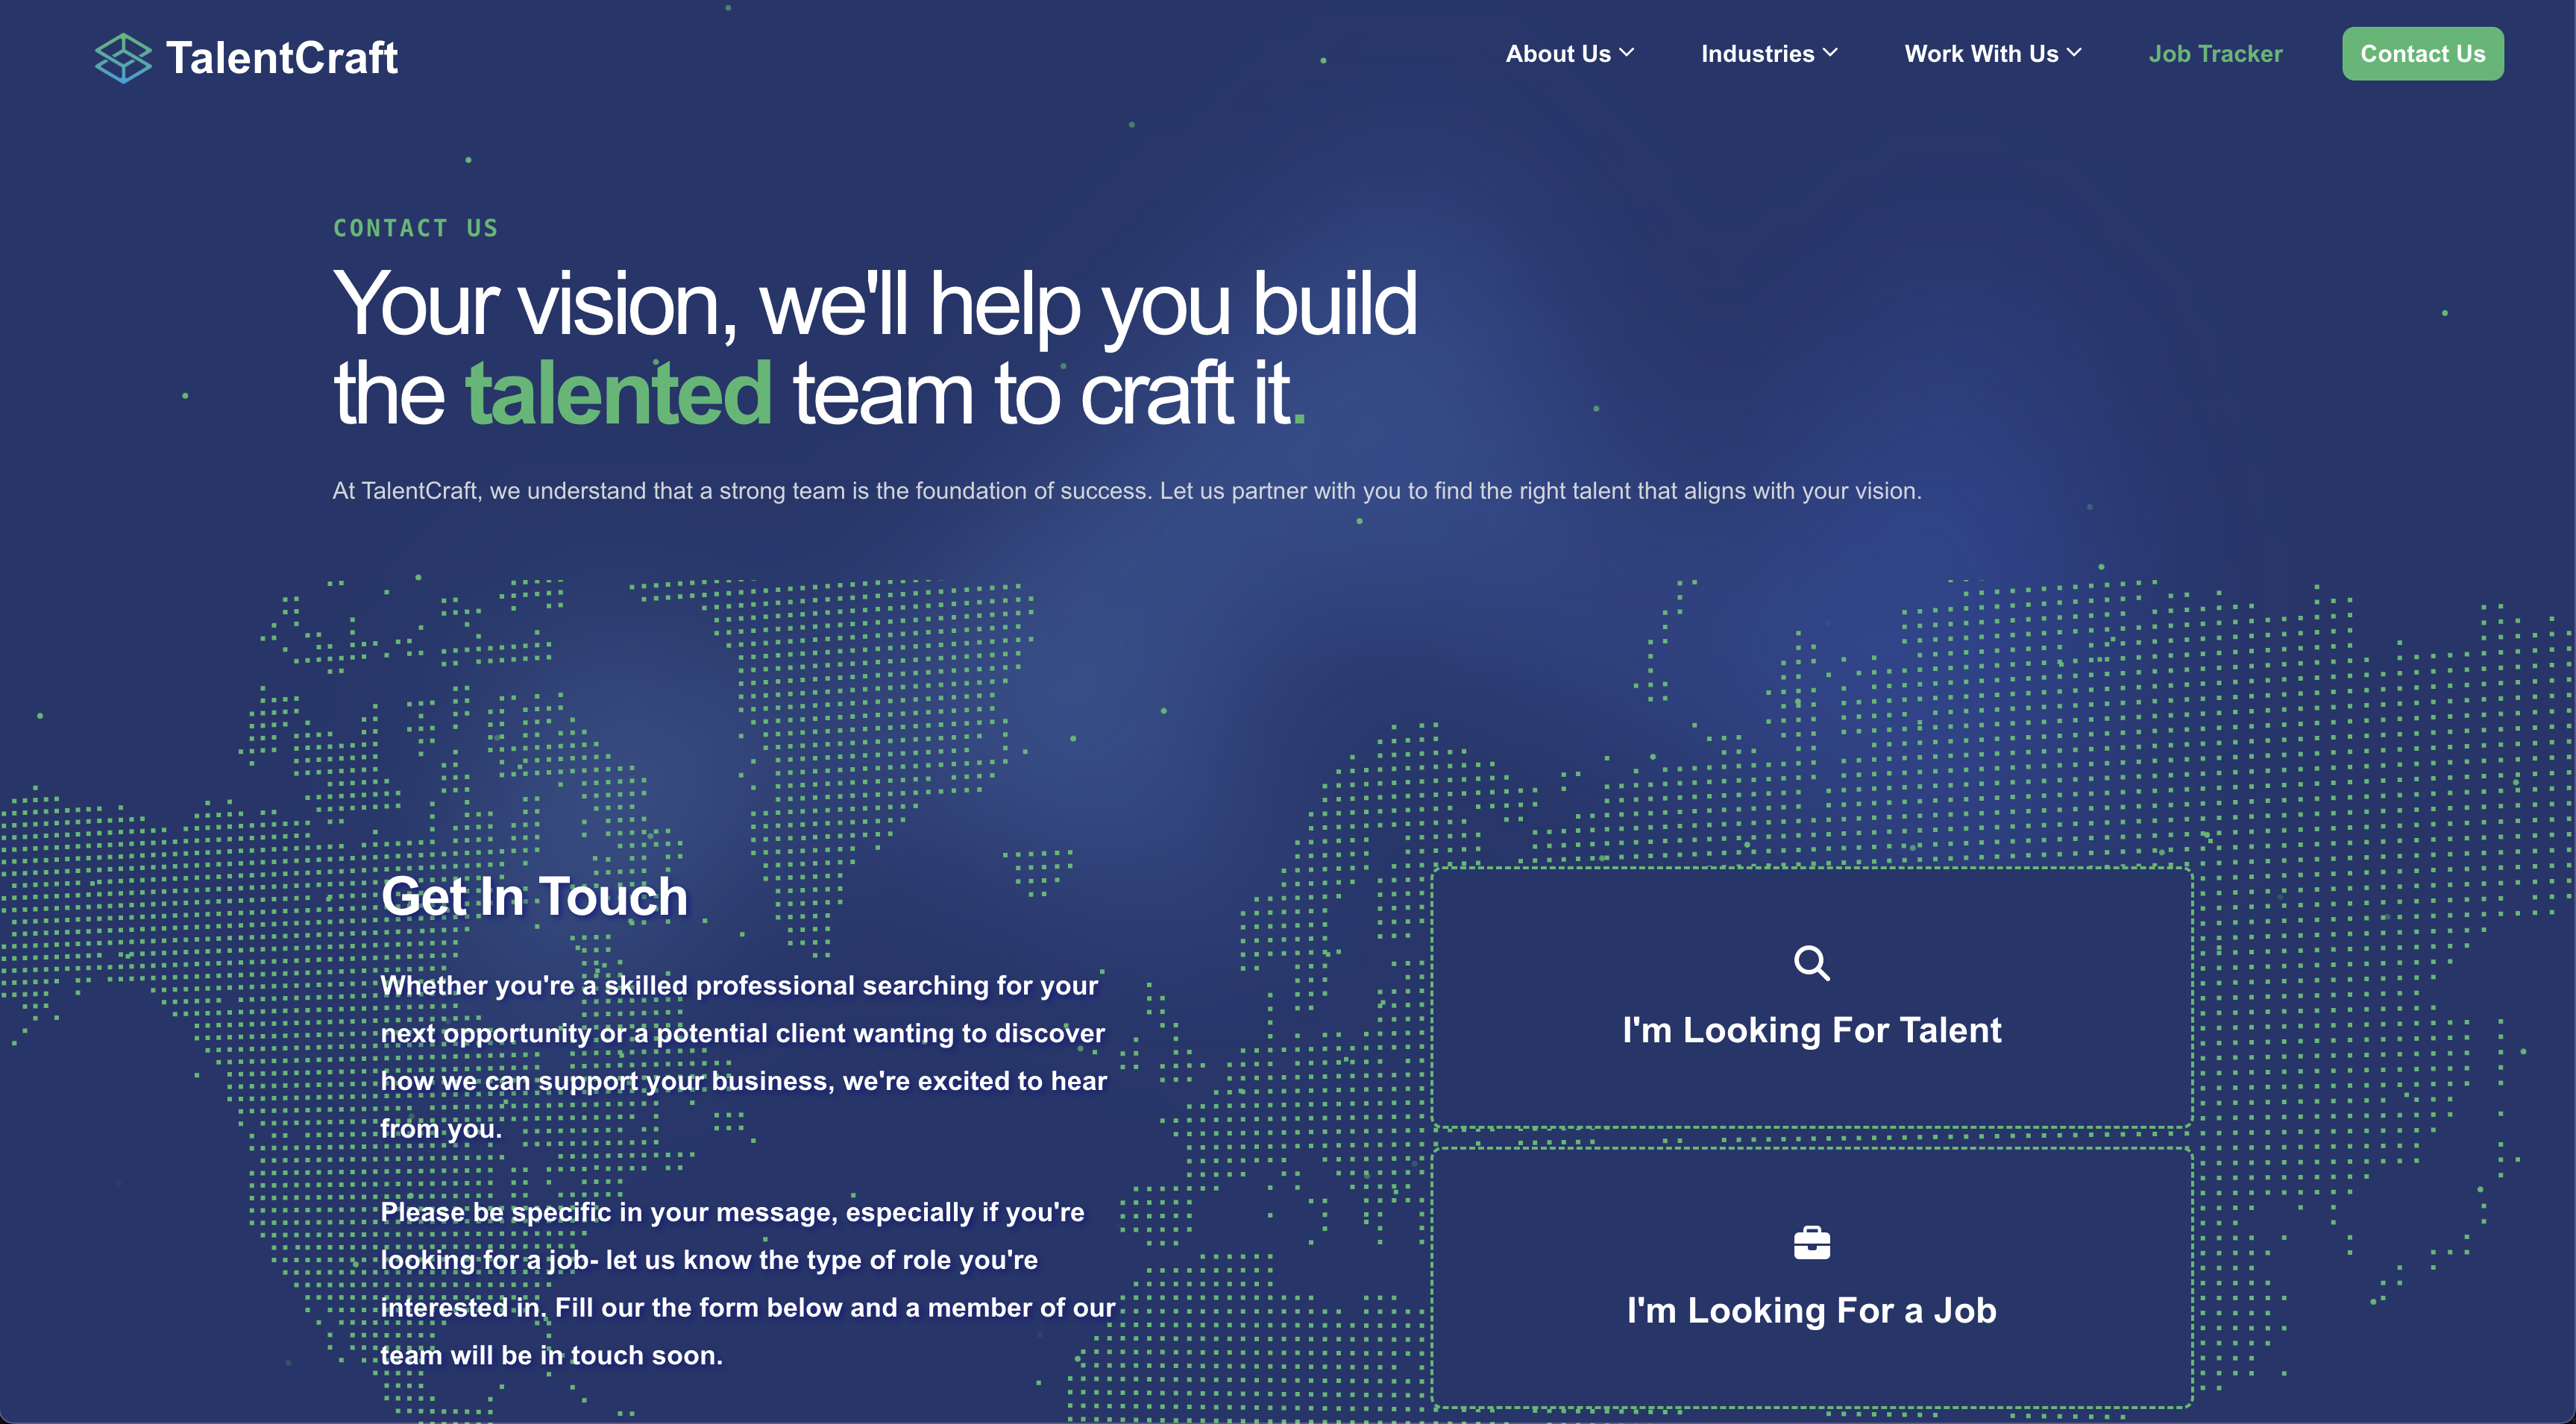 TalentCraft
About Us
Industries
Work With Us
Job Tracker
Contact Us
CONTACT US
Your vision, we'll help you build
the talented team to craft it.
At TalentCraft, we understand that a strong team is the foundation of success. Let us partner with you to find the right talent that aligns with your vision.
Get In Touch
Whether you're a skilled professional searching for your
next opportunity or a potential client wanting to discover
how we can support your business, we're excited to hear
from you.
Please be specific in your message, especially if you're
looking for a job- let us know the type of role you're
interested in. Fill our the form below and a member of our
team will be in touch soon.
I'm Looking For Talent
I'm Looking For a Job